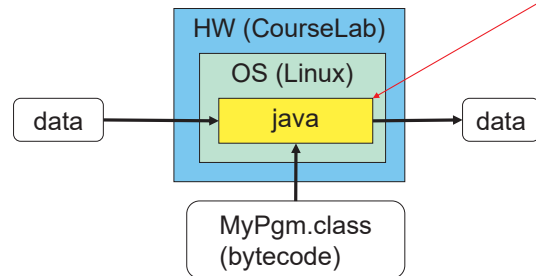 HW (CourseLab)
OS (Linux)
data
java
data
MyPgm.class
(bytecode)